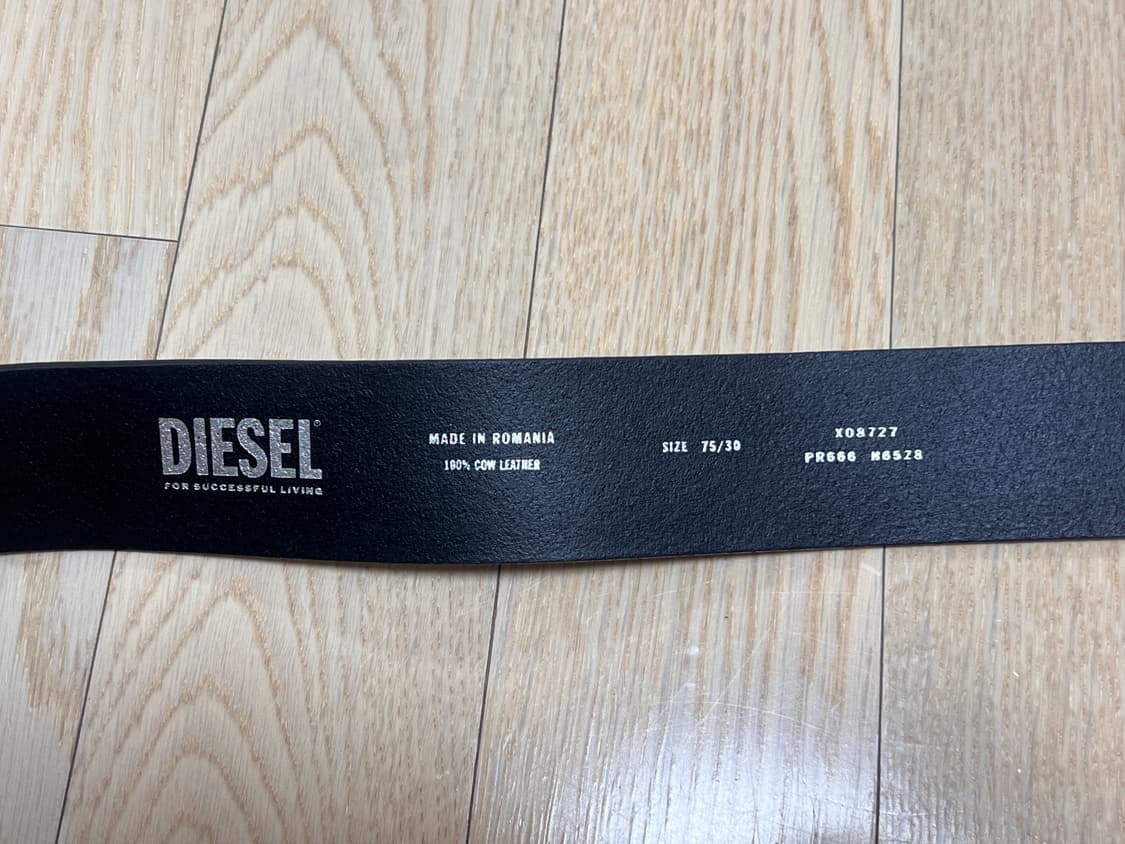 DIESEL®
FOR SUCCESSFUL LIVING
MADE IN ROMANIA
100% COW LEATHER
SIZE 75/30
X08727
PR666 H6528